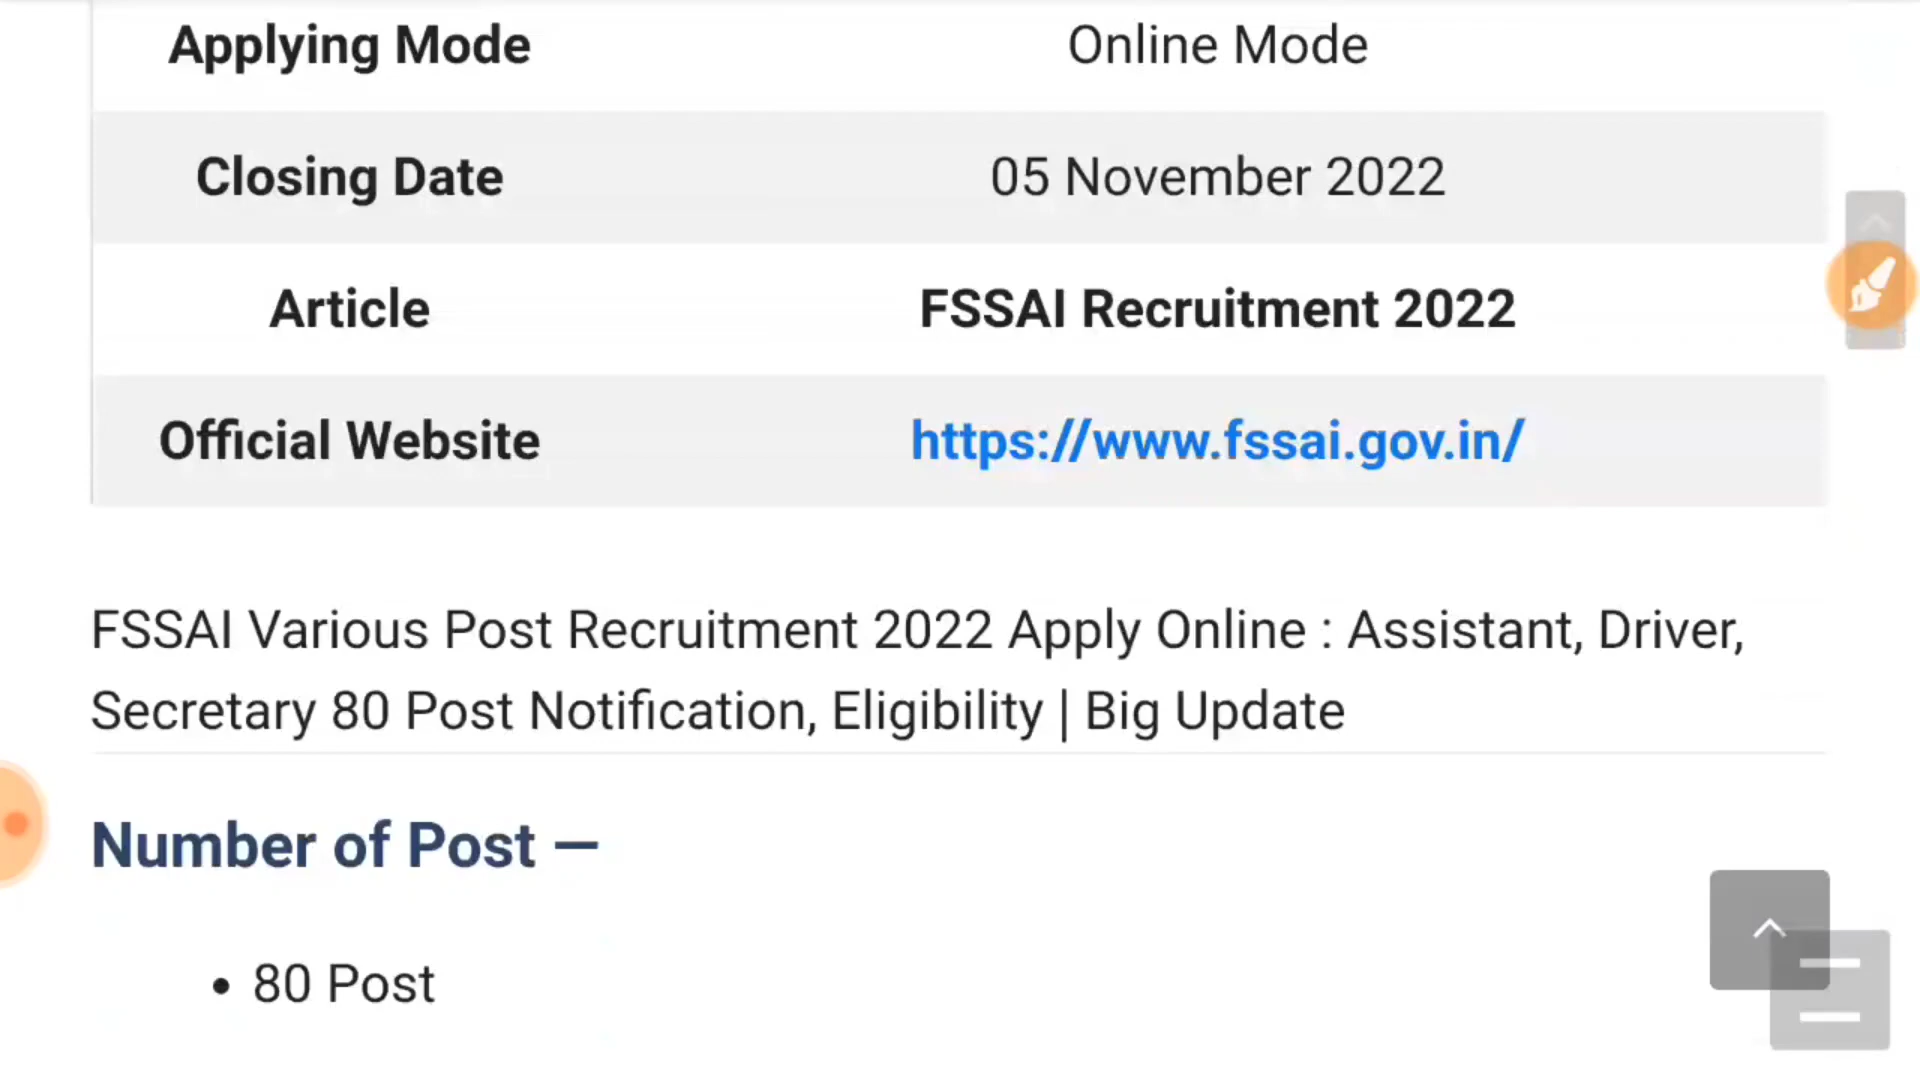 Applying Mode Online Mode
Closing Date 05 November 2022
Article FSSAI Recruitment 2022
Official Website https://www.fssai.gov.in/
FSSAI Various Post Recruitment 2022 Apply Online : Assistant, Driver,
Secretary 80 Post Notification, Eligibility | Big Update
Number of Post —
• 80 Post